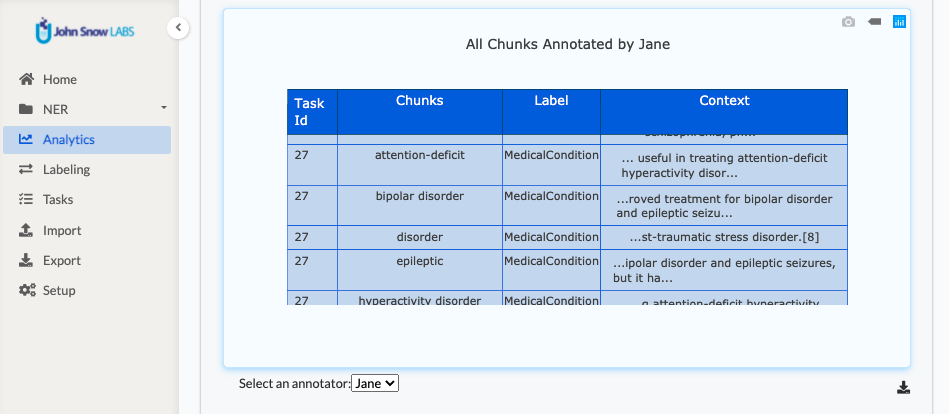 John Snow LABS
Home
NER
Analytics
Labeling
Tasks
Import
Export
Setup
All Chunks Annotated by Jane
Task Id
Chunks
Label
Context
27
attention-deficit
MedicalCondition
... useful in treating attention-deficit
hyperactivity disor...
27
bipolar disorder
MedicalCondition
...roved treatment for bipolar disorder
and epileptic seizu...
27
disorder
MedicalCondition
...st-traumatic stress disorder.[8]
27
epileptic
MedicalCondition
...ipolar disorder and epileptic seizures,
but it ha...
27
hyperactivity disorder
MedicalCondition
attention-deficit hyperactivity
Select an annotator: Jane